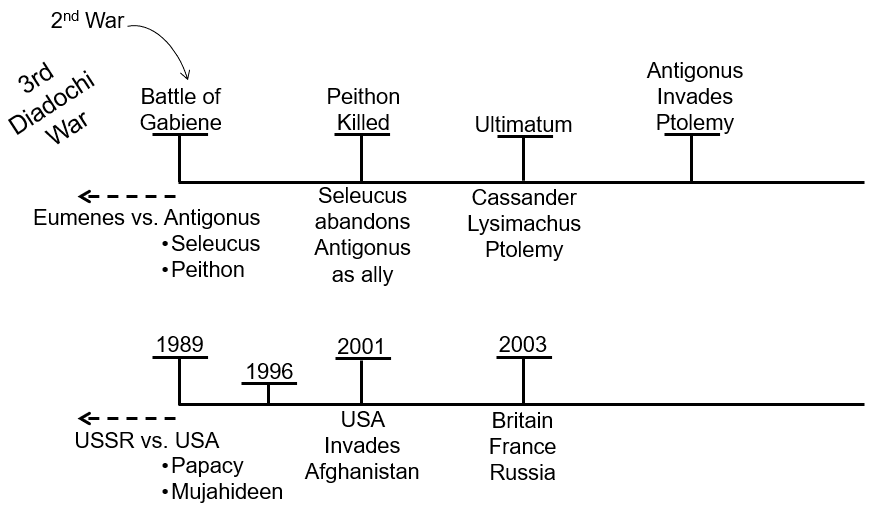 2nd War
3rd
Diadochi
War
Battle of
Gabiene
Peithon
Killed
Ultimatum
Antigonus
Invades
Ptolemy
Eumenes vs. Antigonus
•Seleucus
•Peithon
Seleucus
abandons
Antigonus
as ally
Cassander
Lysimachus
Ptolemy
1989
1996
2001
2003
USSR vs. USA
•Papacy
•Mujahideen
USA
Invades
Afghanistan
Britain
France
Russia